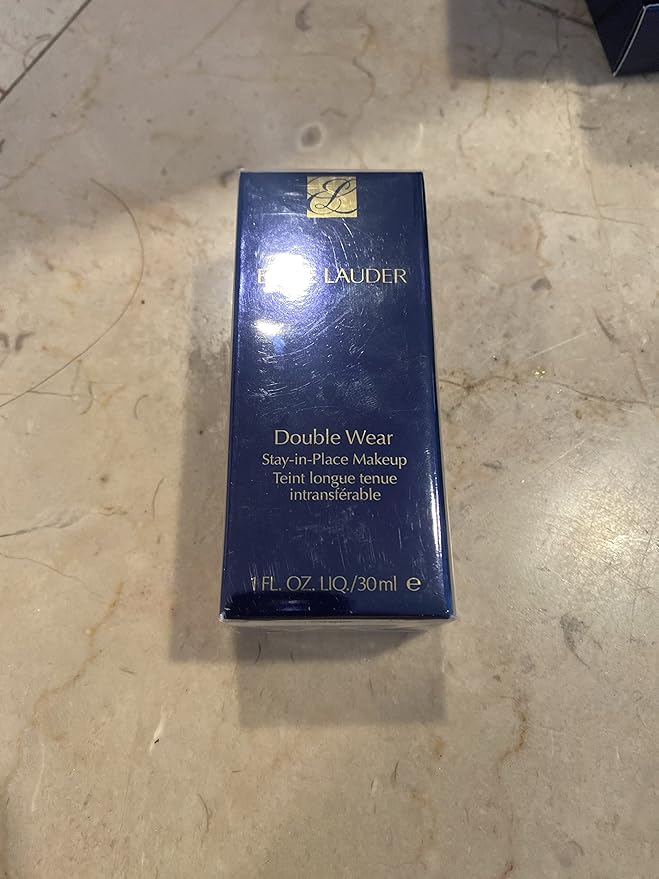 LAUDER
Double Wear
Stay-in-Place Makeup
Teint longue tenue
intransférable
1 FL. OZ. LIQ./30ml e